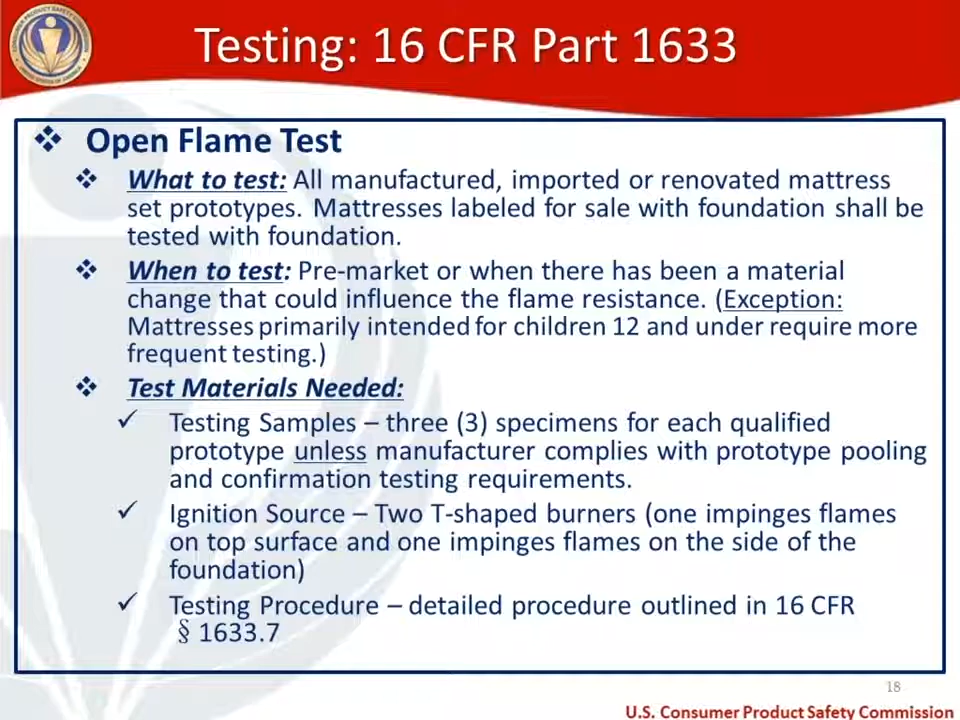 Testing: 16 CFR Part 1633
❖ Open Flame Test
❖ What to test: All manufactured, imported or renovated mattress
set prototypes. Mattresses labeled for sale with foundation shall be
tested with foundation.
❖ When to test: Pre-market or when there has been a material
change that could influence the flame resistance. (Exception:
Mattresses primarily intended for children 12 and under require more
frequent testing.)
❖ Test Materials Needed:
✓ Testing Samples – three (3) specimens for each qualified
prototype unless manufacturer complies with prototype pooling
and confirmation testing requirements.
✓ Ignition Source – Two T-shaped burners (one impinges flames
on top surface and one impinges flames on the side of the
foundation)
✓ Testing Procedure – detailed procedure outlined in 16 CFR
§ 1633.7
18
U.S. Consumer Product Safety Commission